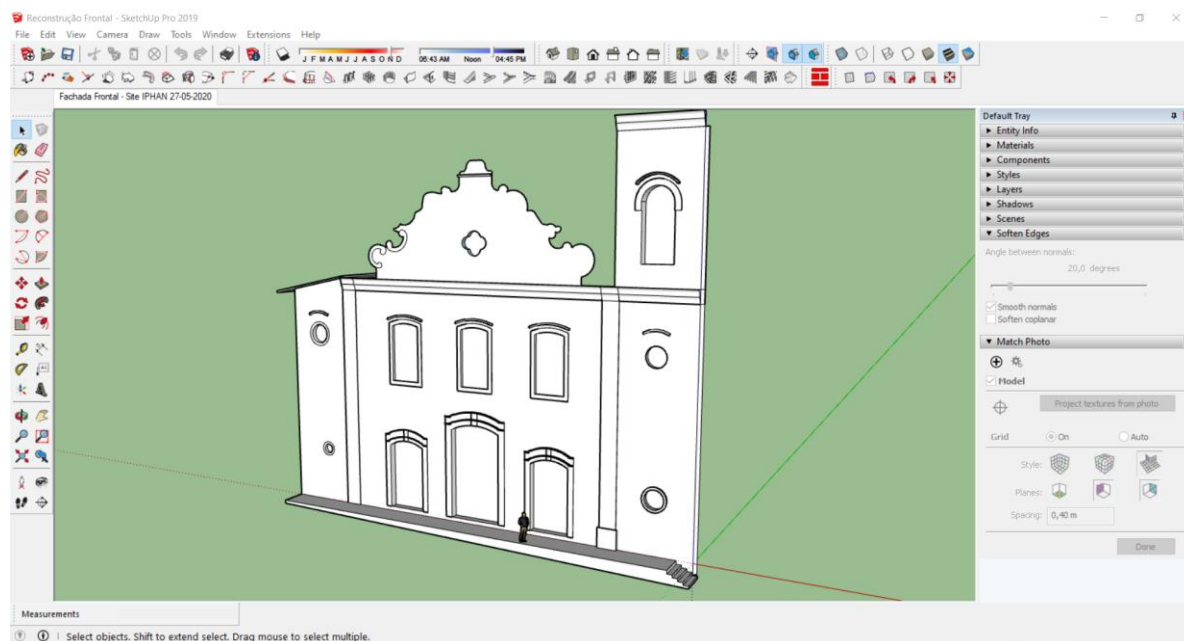 Reconstrução Frontal - SketchUp Pro 2019
File Edit View Camera Draw Tools Window Extensions Help
J F M A M J J A S O N D 06:43 AM Noon 04:45 PM
Fachada Frontal - Site IPHAN 27-05-2020
Default Tray
Entity Info
Materials
Components
Styles
Layers
Shadows
Scenes
Soften Edges
Angle between normals:
20,0 degrees
Smooth normals
Soften coplanar
Match Photo
Model
Project textures from photo
Grid On Auto
Style:
Planes:
Spacing: 0,40 m
Done
Measurements
Select objects. Shift to extend select. Drag mouse to select multiple.